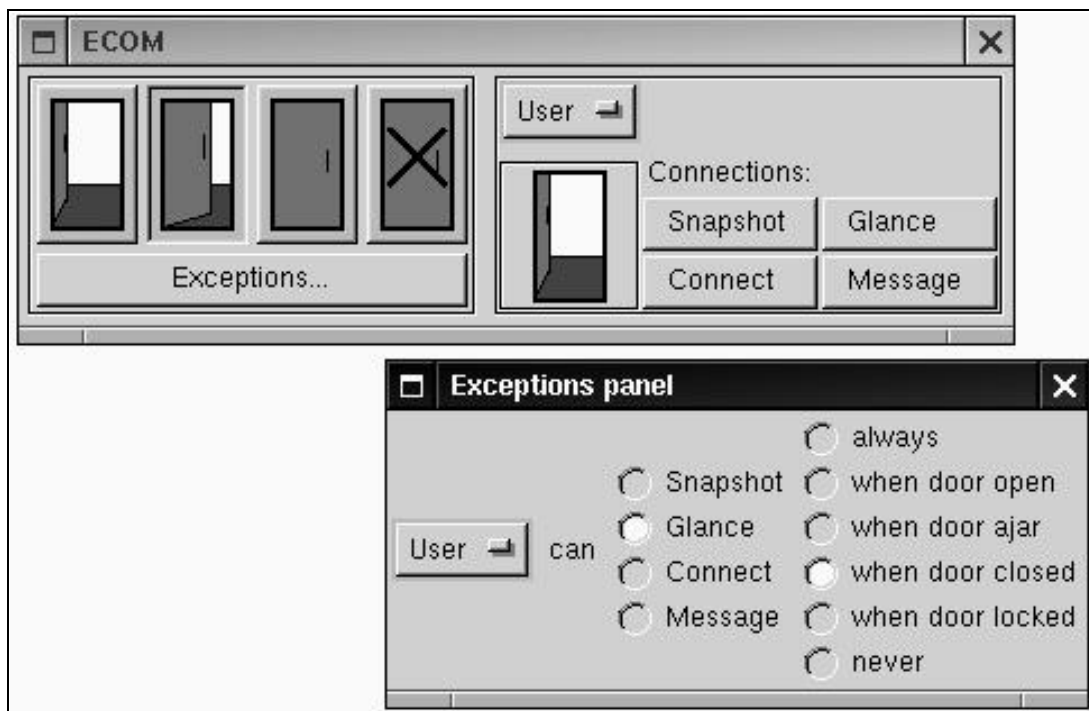 ECOM
User
Connections:
Snapshot Glance
Exceptions...
Connect Message
Exceptions panel
always
Snapshot when door open
Glance when door ajar
User can
Connect when door closed
Message when door locked
never